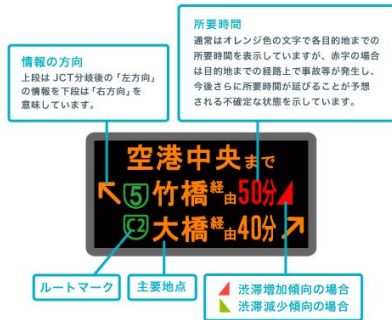 所要時間
通常はオレンジ色の文字で各目的地までの
所要時間を表示していますが、赤字の場合
は目的地までの経路上で事故等が発生し、
今後さらに所要時間が延びることが予想
される不確定な状態を示しています。
情報の方向
上段は JCT分岐後の「左方向」
の情報を下段は「右方向」を
意味しています。
空港中央まで
5 竹橋経由50分
C2 大橋経由40分
ルートマーク
主要地点
渋滞増加傾向の場合
渋滞減少傾向の場合